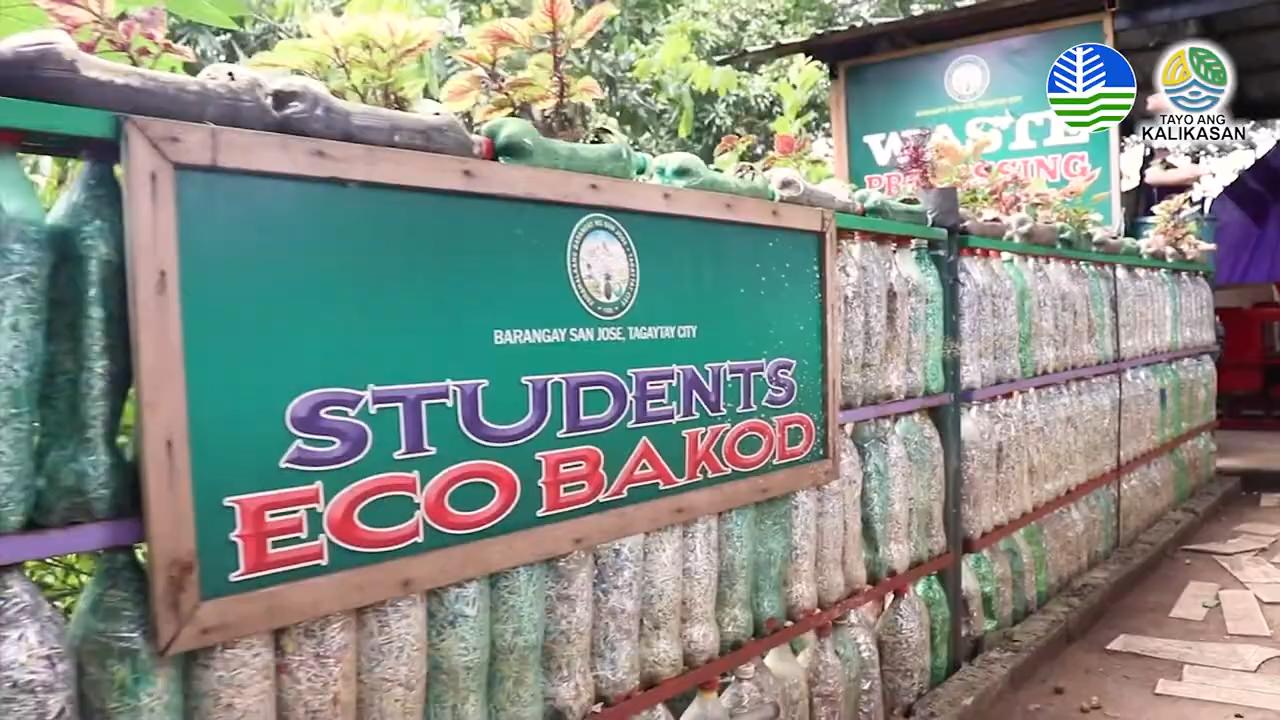 BARANGAY SAN JOSE, TAGAYTAY CITY
STUDENTS
ECO BAKOD
WASTE
TAYO ANG
KALIKASAN